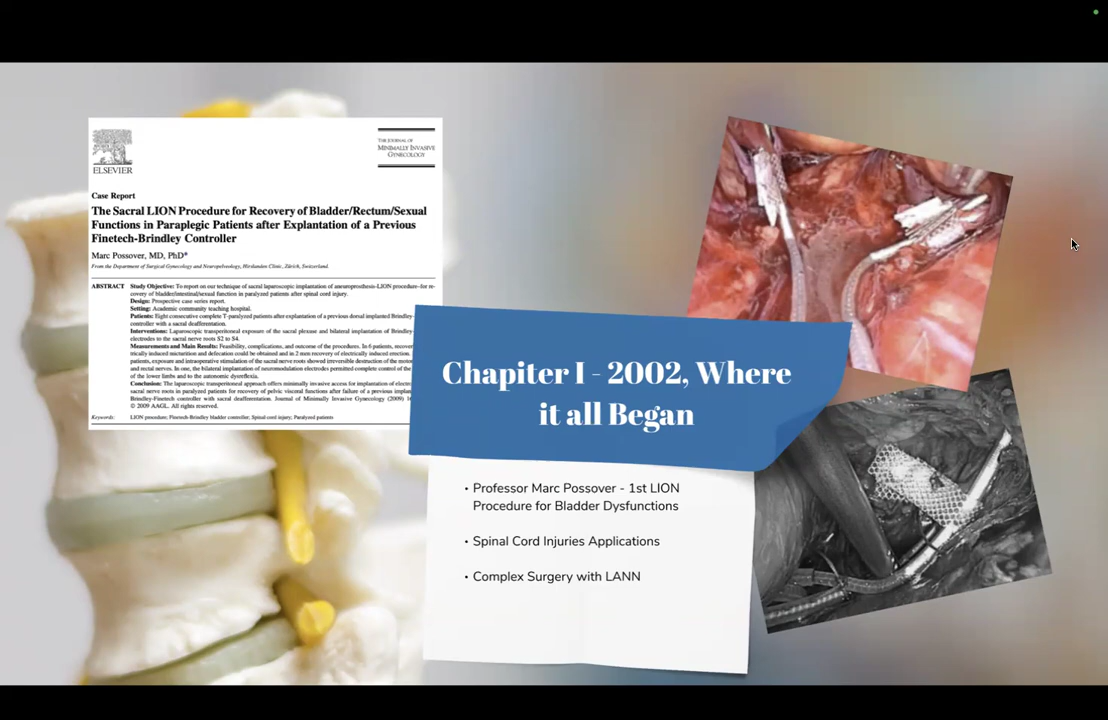 ELSEVIER
THE JOURNAL OF
MINIMALLY INVASIVE
GYNECOLOGY
Case Report
The Sacral LION Procedure for Recovery of Bladder/Rectum/Sexual
Functions in Paraplegic Patients after Explantation of a Previous
Finetech-Brindley Controller
Marc Possover, MD, PhD*
From the Department of Surgical Gynecology and Neuropelveology, Hirslanden Clinic, Zürich, Switzerland.
ABSTRACT Study Objective: To report on our technique of sacral laparoscopic implantation of aneuroprosthesis-LION procedure-for re-
covery of bladder/intestinal/sexual function in paralyzed patients after spinal cord injury.
Design: Prospective case series report.
Setting: Academic community teaching hospital.
Patients: Eight consecutive complete T-paralyzed patients after explantation of a previous dorsal implanted Brindley-
controller with a sacral deafferentation.
Interventions: Laparoscopic transperitoneal exposure of the sacral plexuse and bilateral implantation of Brindley-
electrodes to the sacral nerve roots S2 to S4.
Measurements and Main Results: Feasibility, complications, and outcome of the procedures. In 6 patients, recover
trically induced micturition and defecation could be obtained and in 2 mm recovery of electrically induced erection.
patients, exposure and intraoperative stimulation of the sacral nerve roots showed irreversible destruction of the
and rectal nerves. In one, the bilateral implantation of neuromodulation electrodes permitted complete control of the
of the lower limbs and to the autonomic dysreflexia.
Conclusion: The laparoscopic transperitoneal approach offers minimally invasive access for implantation of
sacral nerve roots in paralyzed patients for recovery of pelvic visceral functions after failure of a previous
Brindley-Finetech controller with sacral deafferentation. Journal of Minimally Invasive Gynecology (2009)
© 2009 AAGL. All rights reserved.
Keywords: LION procedure; Finetech-Brindley bladder controller; Spinal cord injury; Paralyzed patients
Chapiter I - 2002, Where
it all Began
• Professor Marc Possover - 1st LION
Procedure for Bladder Dysfunctions
• Spinal Cord Injuries Applications
• Complex Surgery with LANN